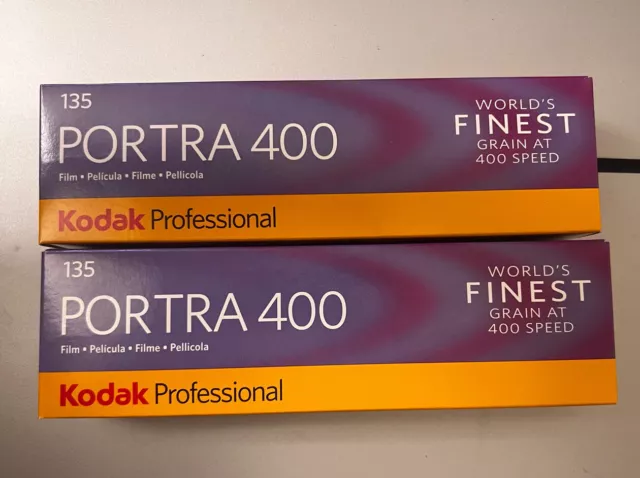 135
PORTRA 400
Film • Película • Filme • Pellicola
WORLD'S
FINEST
GRAIN AT
400 SPEED
Kodak Professional
135
PORTRA 400
Film • Película • Filme • Pellicola
WORLD'S
FINEST
GRAIN AT
400 SPEED
Kodak Professional